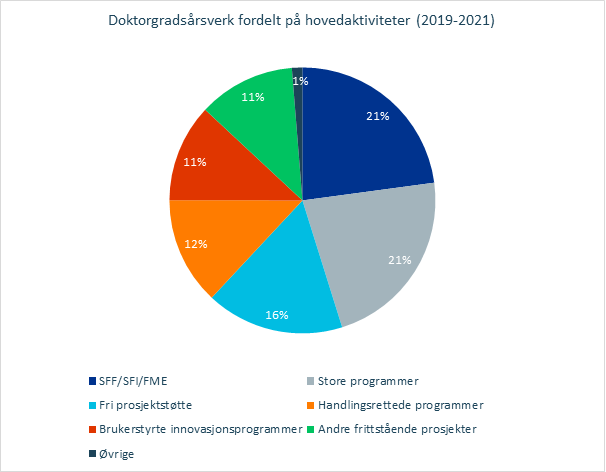 Doktorgradsårsverk fordelt på hovedaktiviteter (2019-2021)
1%
21%
11%
11%
12%
21%
16%
SFF/SFI/FME
Store programmer
Fri prosjektstøtte
Handlingsrettede programmer
Brukerstyrte innovasjonsprogrammer
Andre frittstående prosjekter
Øvrige